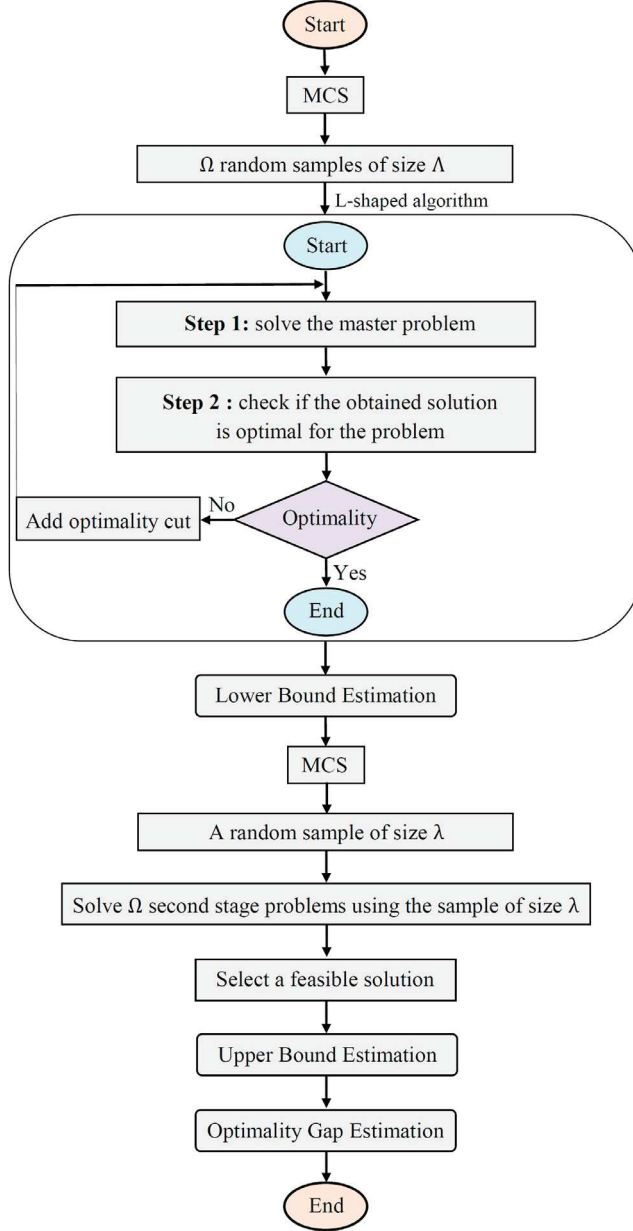 Start
MCS
Ω random samples of size Λ
L-shaped algorithm
Start
Step 1: solve the master problem
Step 2 : check if the obtained solution
is optimal for the problem
No
Add optimality cut
Optimality
Yes
End
Lower Bound Estimation
MCS
A random sample of size λ
Solve Ω second stage problems using the sample of size λ
Select a feasible solution
Upper Bound Estimation
Optimality Gap Estimation
End